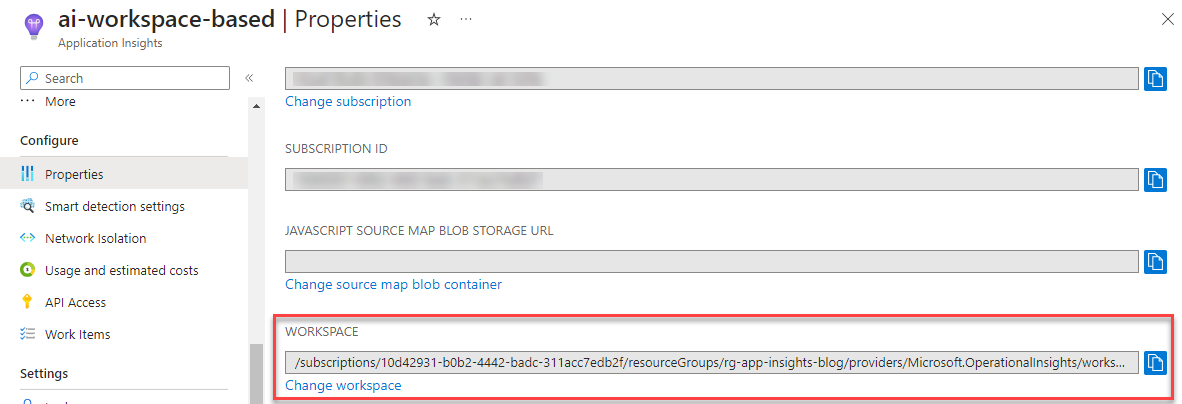 ai-workspace-based | Properties
Application Insights
Search
More
Configure
Properties
Smart detection settings
Network Isolation
Usage and estimated costs
API Access
Work Items
Settings
Change subscription
SUBSCRIPTION ID
JAVASCRIPT SOURCE MAP BLOB STORAGE URL
Change source map blob container
WORKSPACE
/subscriptions/10d42931-b0b2-4442-badc-311acc7edb2f/resourceGroups/rg-app-insights-blog/providers/Microsoft.OperationalInsights/works...
Change workspace